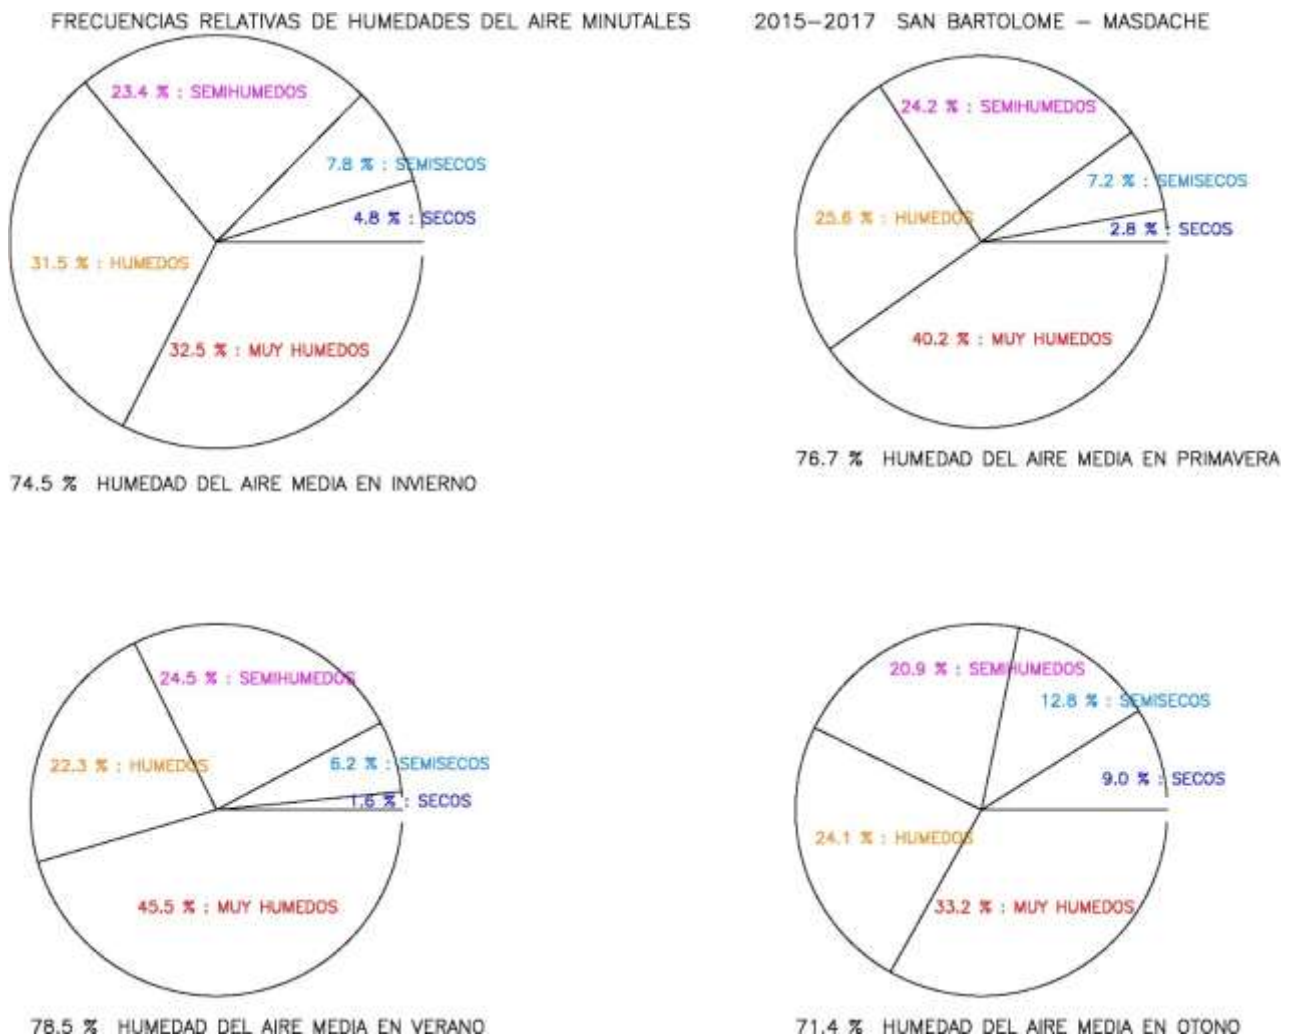 FRECUENCIAS RELATIVAS DE HUMEDADES DEL AIRE MINUTALES 2015-2017 SAN BARTOLOME - MASDACHE
23.4 % : SEMIHUMEDOS
7.8 % : SEMISECOS
4.8 % : SECOS
31.5 % : HUMEDOS
32.5 % : MUY HUMEDOS
74.5 % HUMEDAD DEL AIRE MEDIA EN INVIERNO
24.2 % : SEMIHUMEDOS
7.2 % : SEMISECOS
2.8 % : SECOS
25.6 % : HUMEDOS
40.2 % : MUY HUMEDOS
76.7 % HUMEDAD DEL AIRE MEDIA EN PRIMAVERA
24.5 % : SEMIHUMEDOS
6.2 % : SEMISECOS
1.6 % : SECOS
22.3 % : HUMEDOS
45.5 % : MUY HUMEDOS
78.5 % HUMEDAD DEL AIRE MEDIA EN VERANO
20.9 % : SEMIHUMEDOS
12.8 % : SEMISECOS
9.0 % : SECOS
24.1 % : HUMEDOS
33.2 % : MUY HUMEDOS
71.4 % HUMEDAD DEL AIRE MEDIA EN OTONO